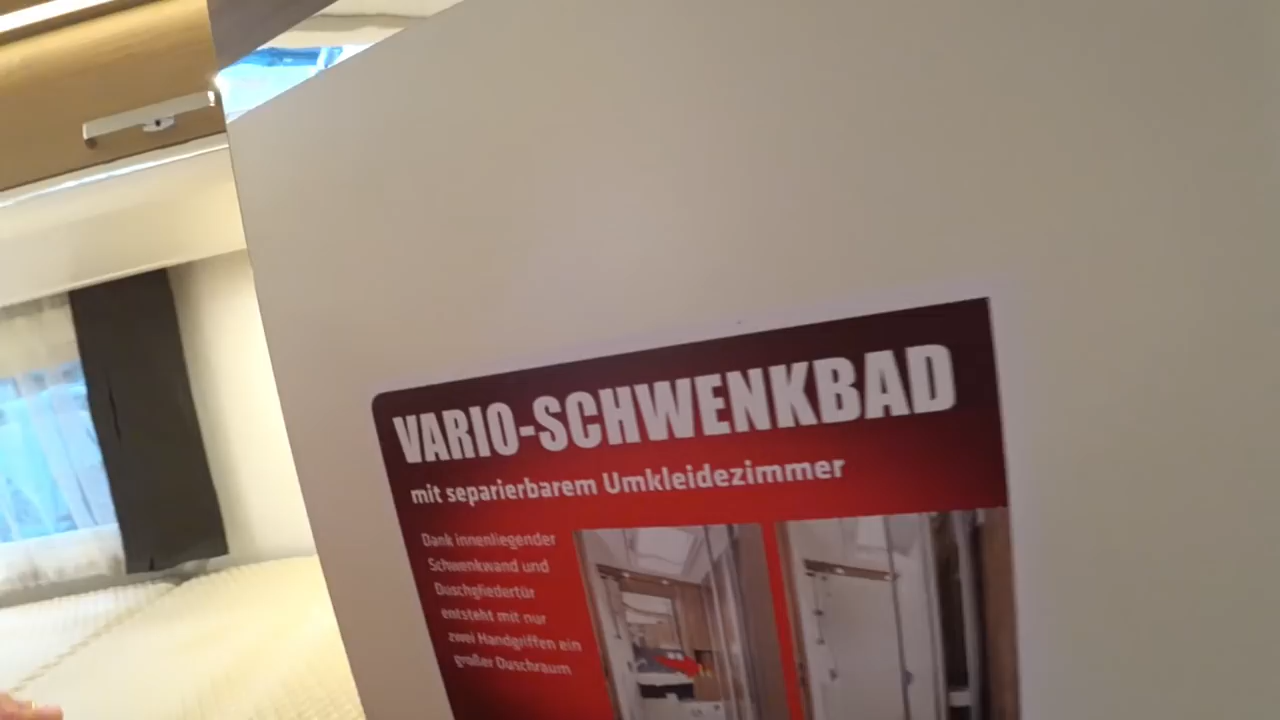 VARIO-SCHWENKBAD
mit separierbarem Umkleidezimmer
Dank innenliegender
Schwenkwand und
Duschgliedertür
entsteht mit nur
zwei Handgriffen ein
großer Duschraum